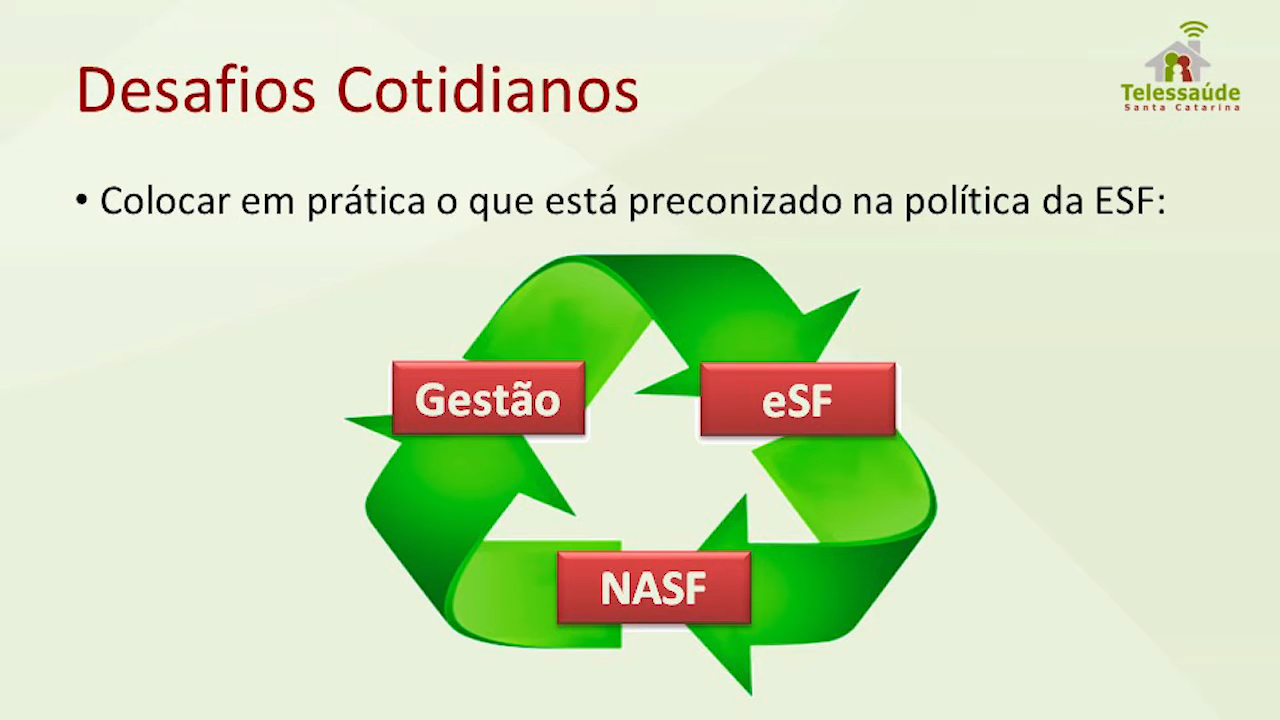 Desafios Cotidianos
Telessaúde
Santa Catarina
• Colocar em prática o que está preconizado na política da ESF:
Gestão
eSF
NASF